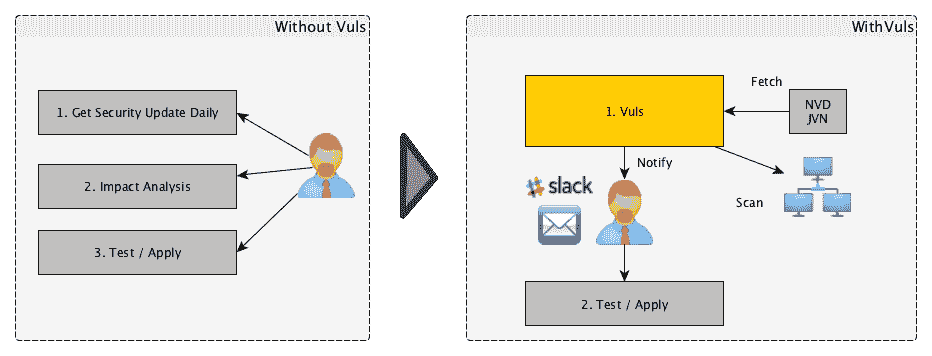 Without Vuls
1. Get Security Update Daily
2. Impact Analysis
3. Test / Apply
WithVuls
1. Vuls
Fetch
NVD
JVN
Notify
slack
Scan
2. Test / Apply